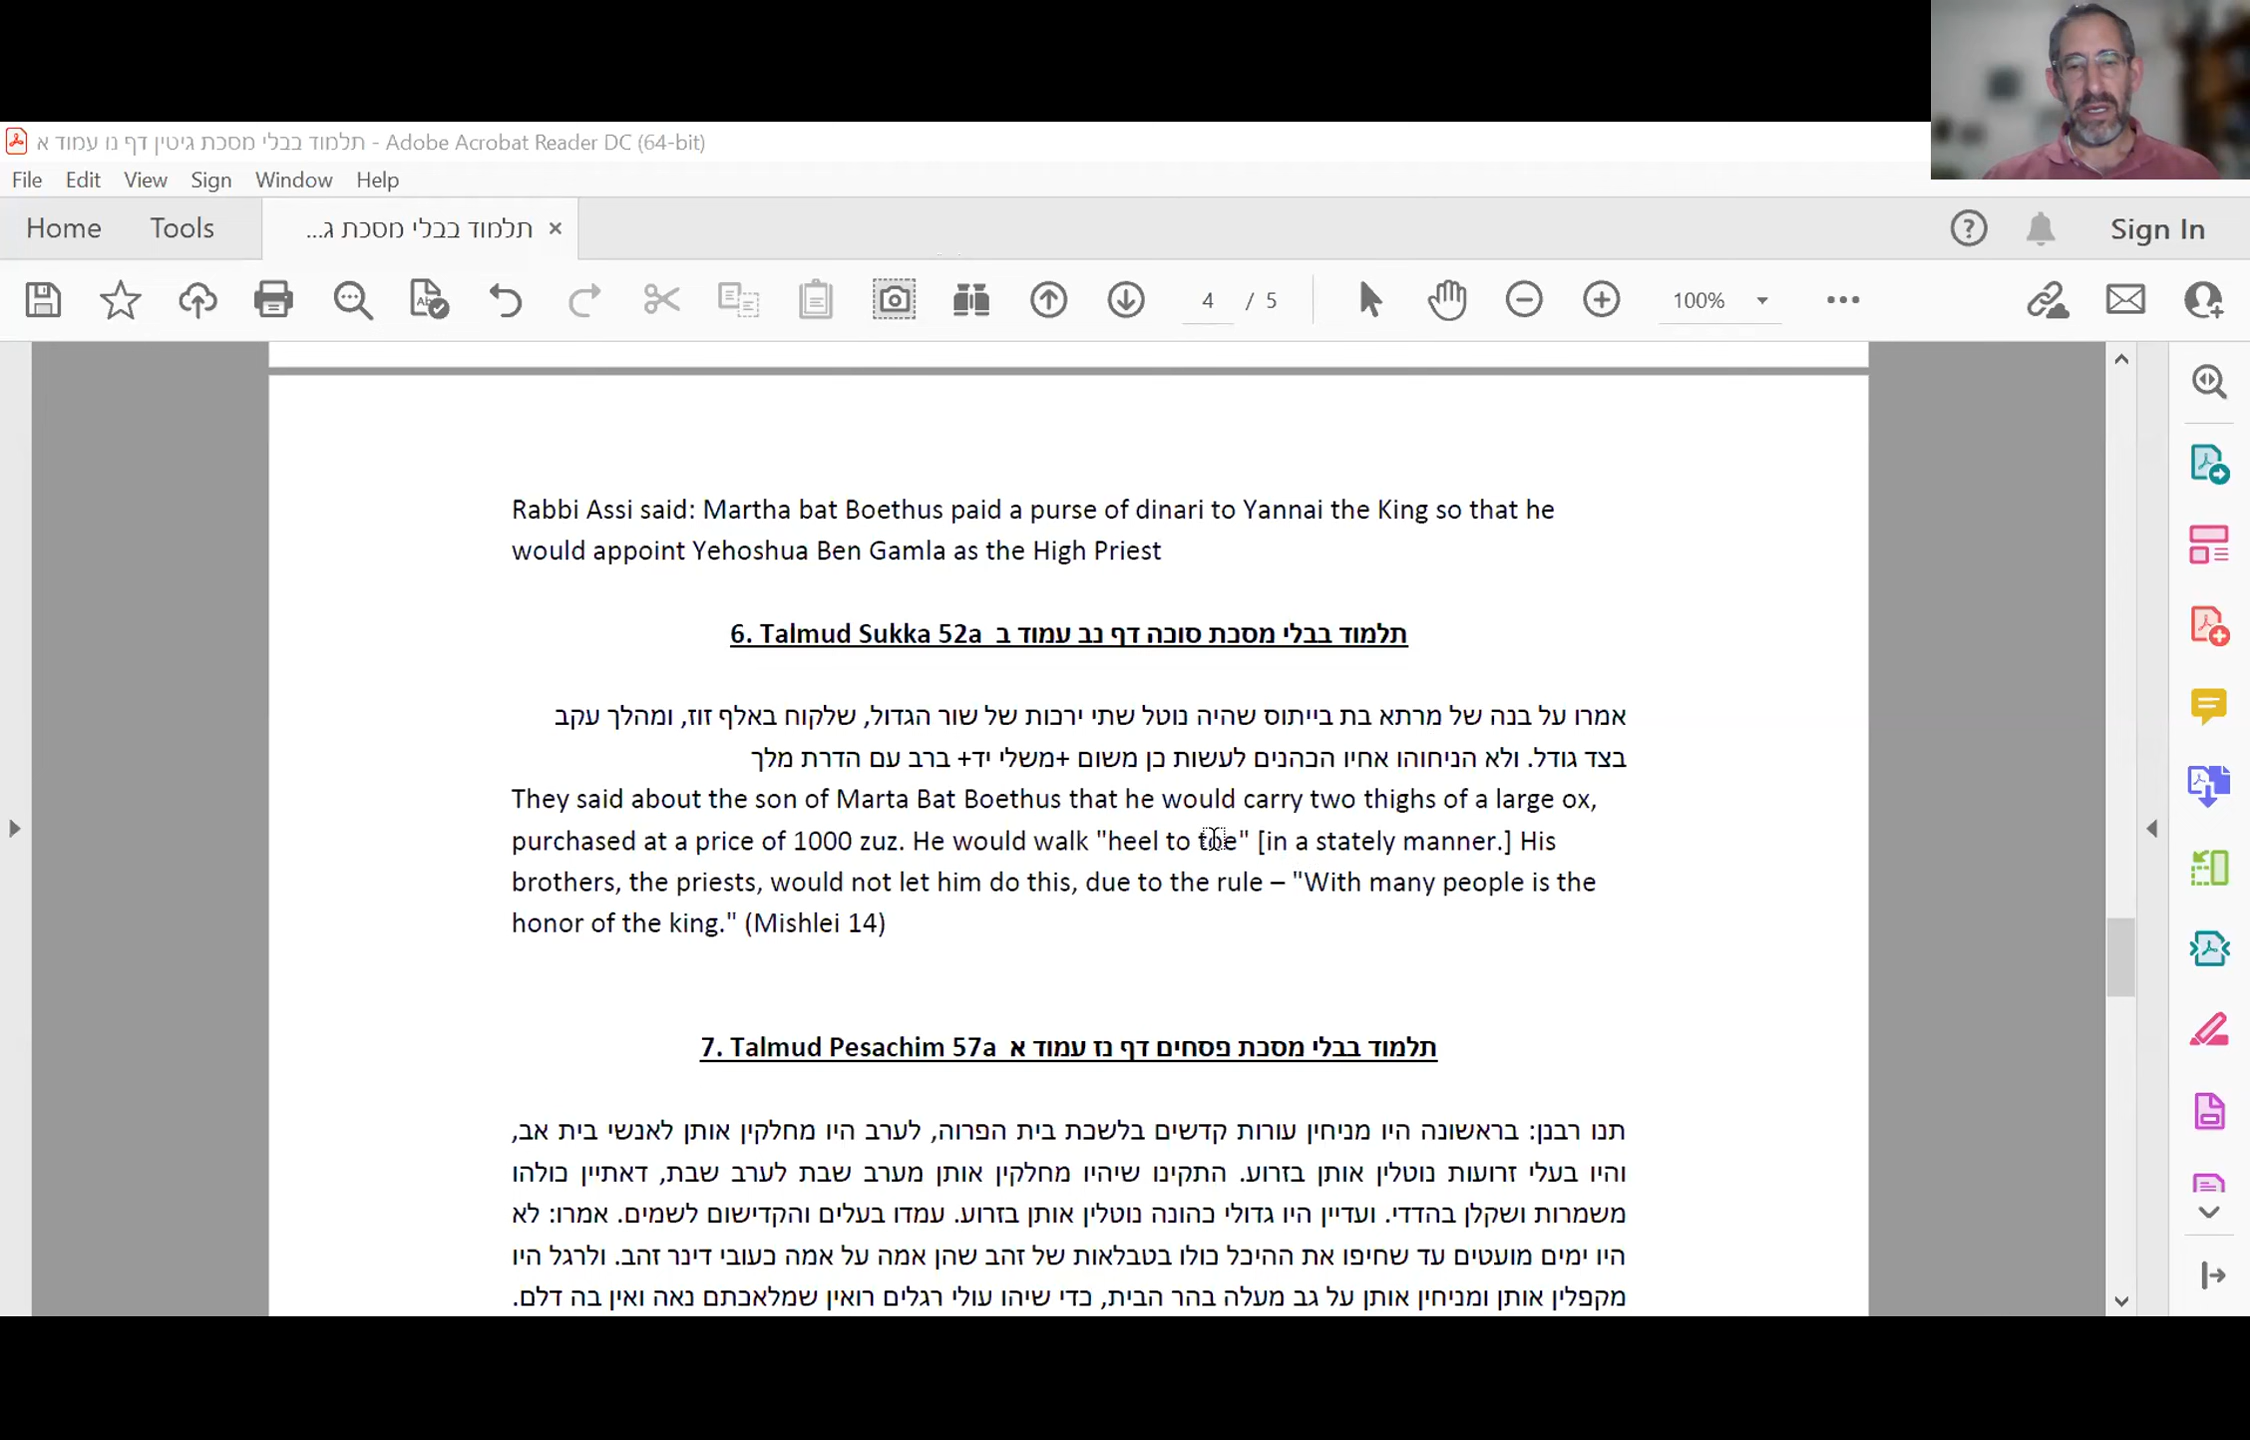 תלמוד בבלי מסכת גיטין דף נו עמוד א - Adobe Acrobat Reader DC (64-bit)
File Edit View Sign Window Help
Home Tools תלמוד בבלי מסכת ג... × Sign In
4 / 5 100%
Rabbi Assi said: Martha bat Boethus paid a purse of dinari to Yannai the King so that he
would appoint Yehoshua Ben Gamla as the High Priest
6. Talmud Sukka 52a תלמוד בבלי מסכת סוכה דף נב עמוד ב
אמרו על בנה של מרתא בת בייתוס שהיה נוטל שתי ירכות של שור הגדול, שלקוח באלף זוז, ומהלך עקב
בצד גודל. ולא הניחוהו אחיו הכהנים לעשות כן משום +משלי יד+ ברב עם הדרת מלך
They said about the son of Marta Bat Boethus that he would carry two thighs of a large ox,
purchased at a price of 1000 zuz. He would walk "heel to toe" [in a stately manner.] His
brothers, the priests, would not let him do this, due to the rule – "With many people is the
honor of the king." (Mishlei 14)
7. Talmud Pesachim 57a תלמוד בבלי מסכת פסחים דף נז עמוד א
תנו רבנן: בראשונה היו מניחין עורות קדשים בלשכת בית הפרוה, לערב היו מחלקין אותן לאנשי בית אב,
והיו בעלי זרועות נוטלין אותן בזרוע. התקינו שיהיו מחלקין אותן מערב שבת לערב שבת, דאתיין כולהו
משמרות ושקלן בהדדי. ועדיין היו גדולי כהונה נוטלין אותן בזרוע. עמדו בעלים והקדישום לשמים. אמרו: לא
היו ימים מועטים עד שחיפו את ההיכל כולו בטבלאות של זהב שהן אמה על אמה כעובי דינר זהב. ולרגל היו
מקפלין אותן ומניחין אותן על גב מעלה בהר הבית, כדי שיהו עולי רגלים רואין שמלאכתם נאה ואין בה דלם.